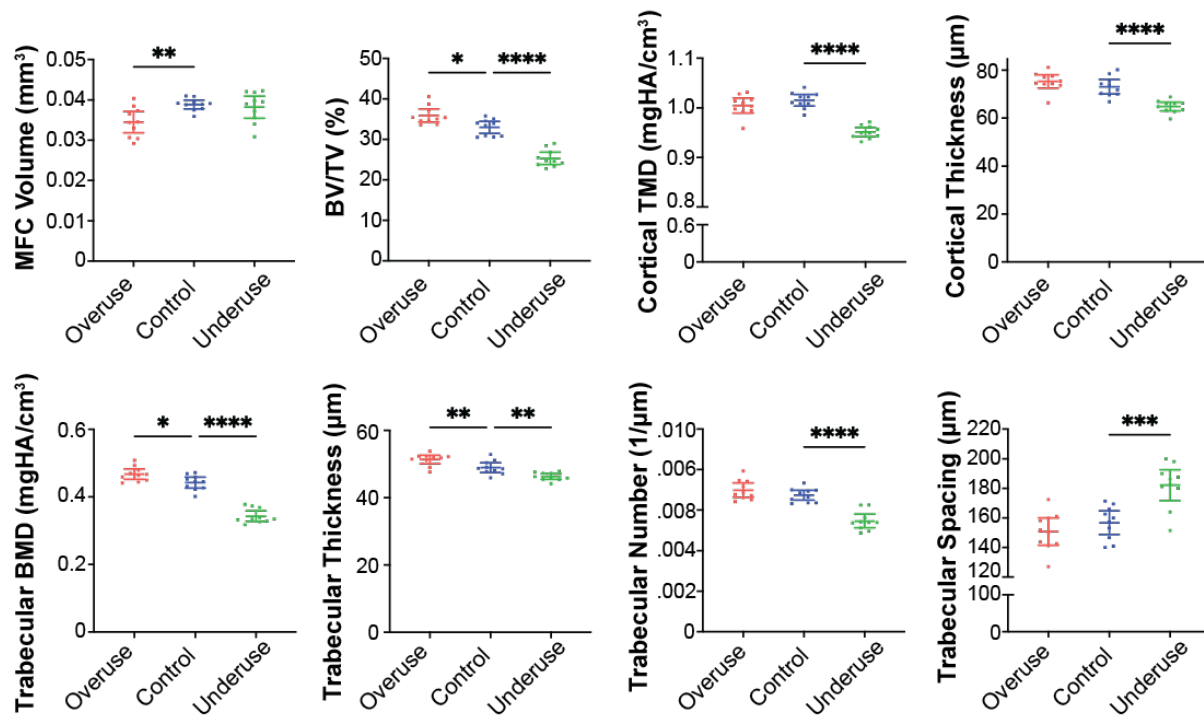 MFC Volume (mm³)
0.05
0.04
0.03
0.02
0.01
0
**
Overuse
Control
Underuse
BV/TV (%)
50
40
30
20
10
0
*
****
Overuse
Control
Underuse
Cortical TMD (mgHA/cm³)
1.1
1.0
0.9
0.8
0.6
0
****
Overuse
Control
Underuse
Cortical Thickness (µm)
80
60
40
20
0
****
Overuse
Control
Underuse
Trabecular BMD (mgHA/cm³)
0.6
0.4
0.2
0
*
****
Overuse
Control
Underuse
Trabecular Thickness (µm)
60
40
20
0
**
**
Overuse
Control
Underuse
Trabecular Number (1/µm)
.010
.006
.008
.004
.002
0
****
Overuse
Control
Underuse
Trabecular Spacing (µm)
220
200
180
160
140
120
100
0
***
Overuse
Control
Underuse